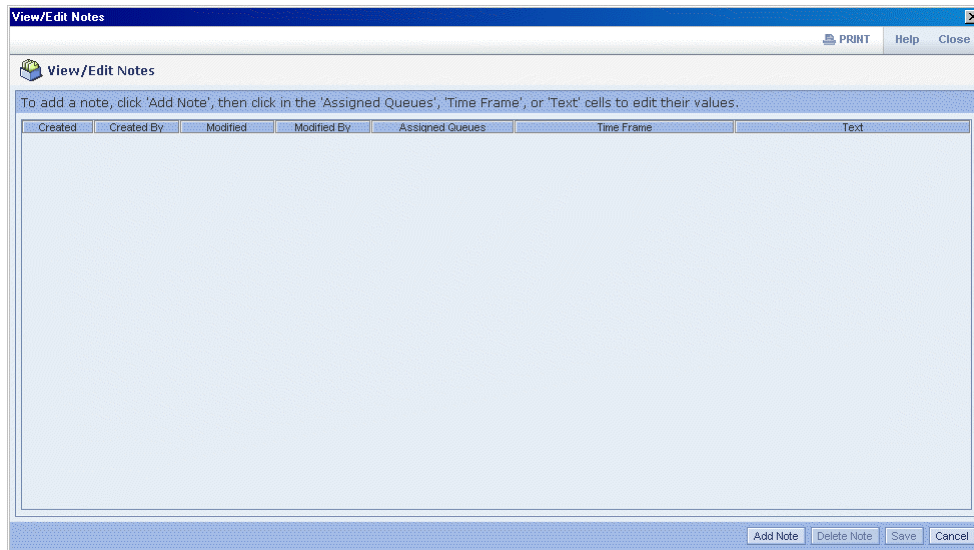 View/Edit Notes
PRINT Help Close
View/Edit Notes
To add a note, click 'Add Note', then click in the 'Assigned Queues', 'Time Frame', or 'Text' cells to edit their values.
Created Created By Modified Modified By Assigned Queues Time Frame Text
Add Note Delete Note Save Cancel